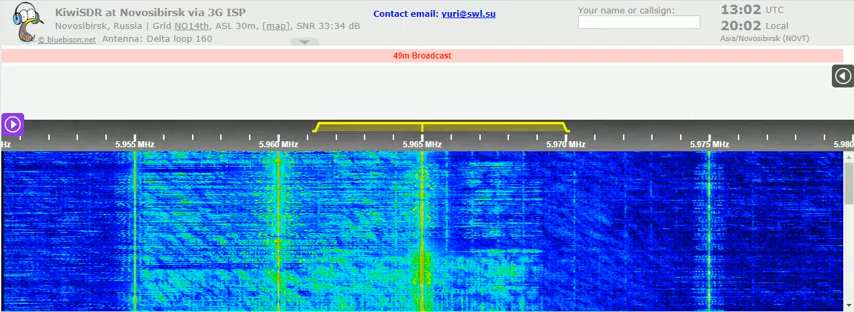 KiwiSDR at Novosibirsk via 3G ISP
Novosibirsk, Russia | Grid NO14th, ASL 30m, [map], SNR 33:34 dB
© bluebison.net Antenna: Delta loop 160
Contact email: yuri@swl.su
Your name or callsign:
13:02 UTC
20:02 Local
Asia/Novosibirsk (NOVT)
49m Broadcast
Hz 5.955 MHz 5.960 MHz 5.965 MHz 5.970 MHz 5.975 MHz 5.980